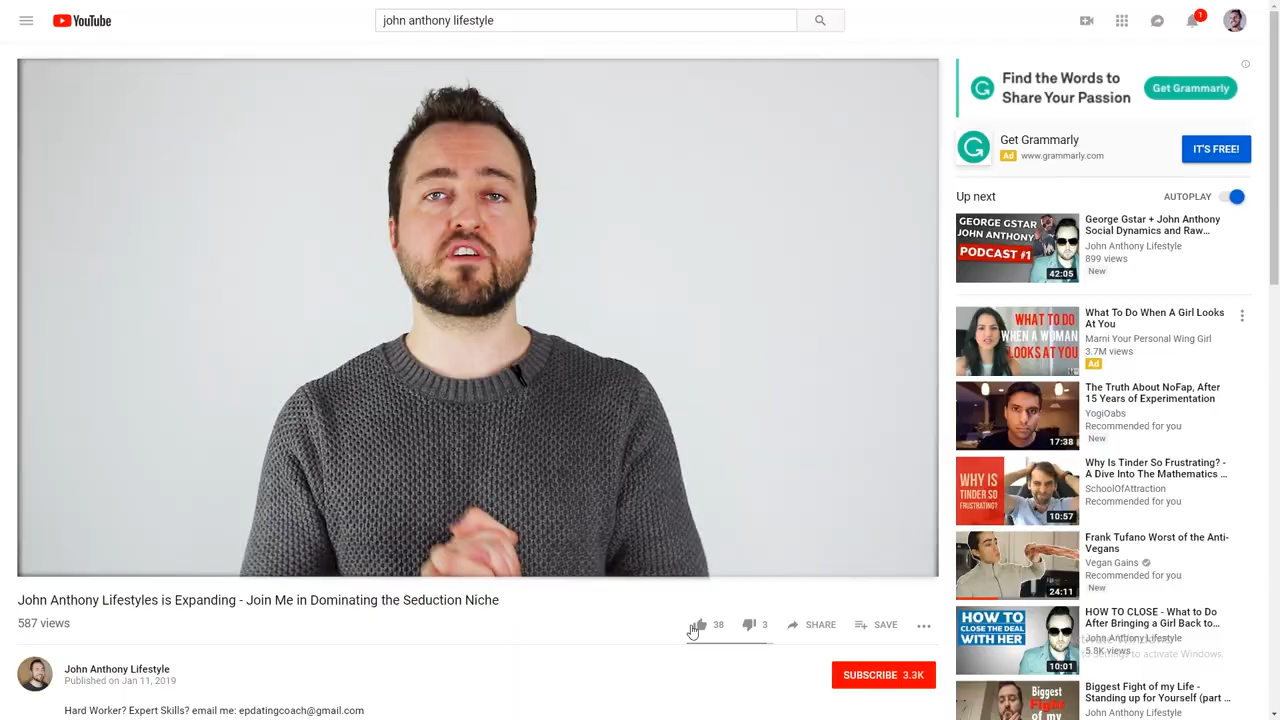 YouTube
john anthony lifestyle
1
Find the Words to
Share Your Passion
Get Grammarly
Get Grammarly
Ad www.grammarly.com
IT'S FREE!
Up next
AUTOPLAY
GEORGE GSTAR +
JOHN ANTHONY
PODCAST #1
42:05
George Gstar + John Anthony
Social Dynamics and Raw...
John Anthony Lifestyle
899 views
New
WHAT TO DO
WHEN A WOMAN
LOOKS AT YOU
What To Do When A Girl Looks
At You
Marni Your Personal Wing Girl
3.7M views
Ad
17:38
The Truth About NoFap, After
15 Years of Experimentation
YogiOabs
Recommended for you
New
WHY IS
TINDER SO
FRUSTRATING?
10:57
Why Is Tinder So Frustrating? -
A Dive Into The Mathematics ...
SchoolOfAttraction
Recommended for you
24:11
Frank Tufano Worst of the Anti-
Vegans
Vegan Gains
Recommended for you
New
HOW TO
CLOSE THE DEAL
WITH HER
10:01
HOW TO CLOSE - What to Do
After Bringing a Girl Back to...
John Anthony Lifestyle
5.8K views
to activate Windows.
Biggest
Fight
of my
Biggest Fight of my Life -
Standing up for Yourself (part ...
John Anthony Lifestyle
John Anthony Lifestyles is Expanding - Join Me in Dominating the Seduction Niche
587 views
38
3
SHARE
SAVE
John Anthony Lifestyle
Published on Jan 11, 2019
SUBSCRIBE 3.3K
Hard Worker? Expert Skills? email me: epdatingcoach@gmail.com